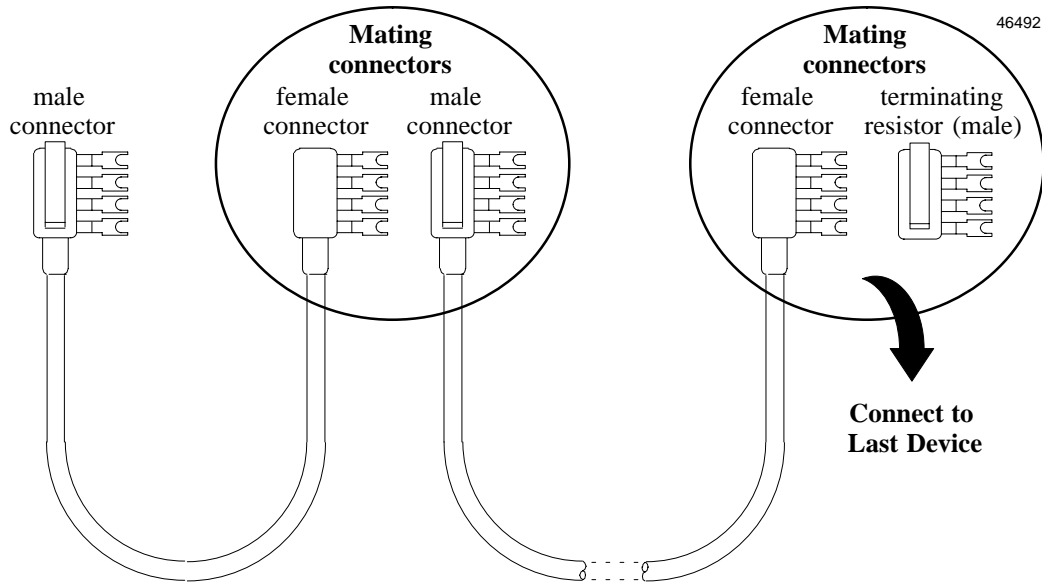 46492
Mating
connectors
Mating
connectors
male
connector
female
connector
male
connector
female
connector
terminating
resistor (male)
Connect to
Last Device